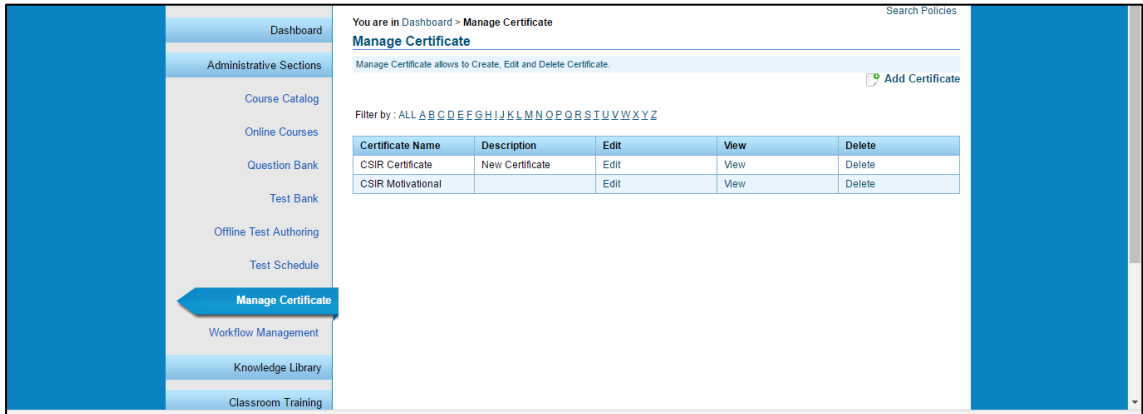 Search Policies
Dashboard
Administrative Sections
Course Catalog
Online Courses
Question Bank
Test Bank
Offline Test Authoring
Test Schedule
Manage Certificate
Workflow Management
Knowledge Library
Classroom Training
You are in Dashboard > Manage Certificate
Manage Certificate
Manage Certificate allows to Create, Edit and Delete Certificate.
Add Certificate
Filter by : ALL A B C D E F G H I J K L M N O P Q R S T U V W X Y Z
Certificate Name Description Edit View Delete
CSIR Certificate New Certificate Edit View Delete
CSIR Motivational Edit View Delete